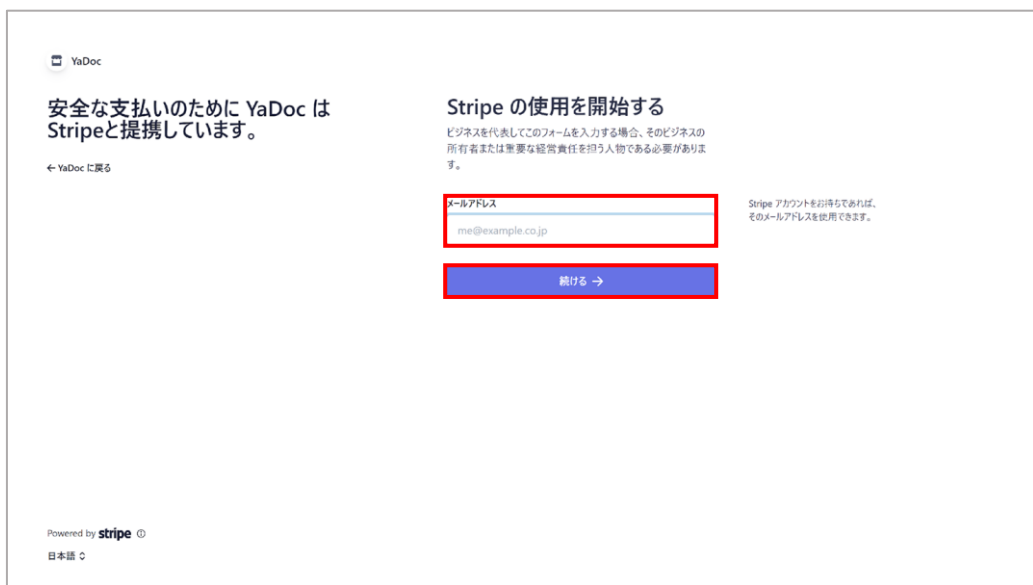 YaDoc
安全な支払いのために YaDoc は
Stripeと提携しています。
← YaDoc に戻る
Stripe の使用を開始する
ビジネスを代表してこのフォームを入力する場合、そのビジネスの
所有者または重要な経営責任を担う人物である必要がありま
す。
メールアドレス
me@example.co.jp
Stripe アカウントをお持ちであれば、
そのメールアドレスを使用できます。
続ける →
Powered by stripe
日本語